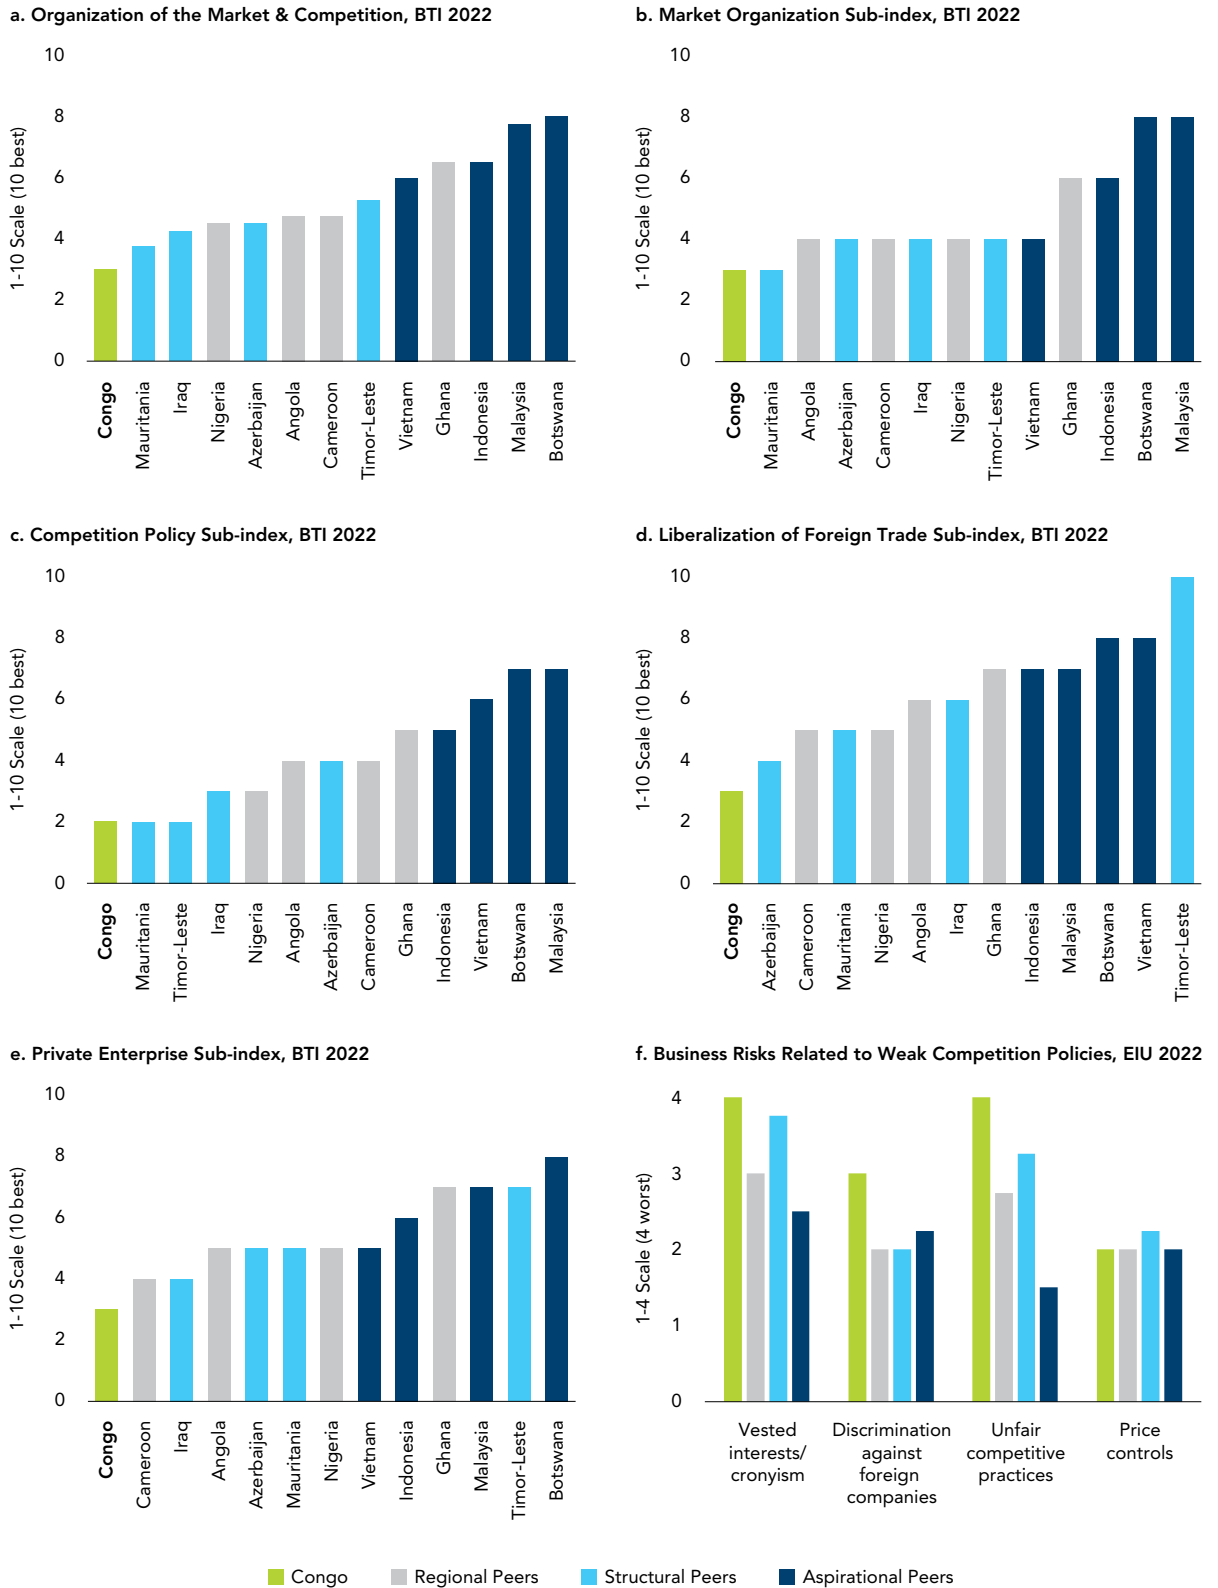 a. Organization of the Market & Competition, BTI 2022
1-10 Scale (10 best)
10
8
6
4
2
0
Congo
Mauritania
Iraq
Nigeria
Azerbaijan
Angola
Cameroon
Timor-Leste
Vietnam
Ghana
Indonesia
Malaysia
Botswana
b. Market Organization Sub-index, BTI 2022
1-10 Scale (10 best)
10
8
6
4
2
0
Congo
Mauritania
Angola
Azerbaijan
Cameroon
Iraq
Nigeria
Timor-Leste
Vietnam
Ghana
Indonesia
Botswana
Malaysia
c. Competition Policy Sub-index, BTI 2022
1-10 Scale (10 best)
10
8
6
4
2
0
Congo
Mauritania
Timor-Leste
Iraq
Nigeria
Angola
Azerbaijan
Cameroon
Ghana
Indonesia
Vietnam
Botswana
Malaysia
d. Liberalization of Foreign Trade Sub-index, BTI 2022
1-10 Scale (10 best)
10
8
6
4
2
0
Congo
Azerbaijan
Cameroon
Mauritania
Nigeria
Angola
Iraq
Ghana
Indonesia
Malaysia
Botswana
Vietnam
Timor-Leste
e. Private Enterprise Sub-index, BTI 2022
1-10 Scale (10 best)
10
8
6
4
2
0
Congo
Cameroon
Iraq
Angola
Azerbaijan
Mauritania
Nigeria
Vietnam
Indonesia
Ghana
Malaysia
Timor-Leste
Botswana
f. Business Risks Related to Weak Competition Policies, EIU 2022
1-4 Scale (4 worst)
4
3
2
1
0
Vested
interests/
cronyism
Discrimination
against
foreign
companies
Unfair
competitive
practices
Price
controls
Congo
Regional Peers
Structural Peers
Aspirational Peers